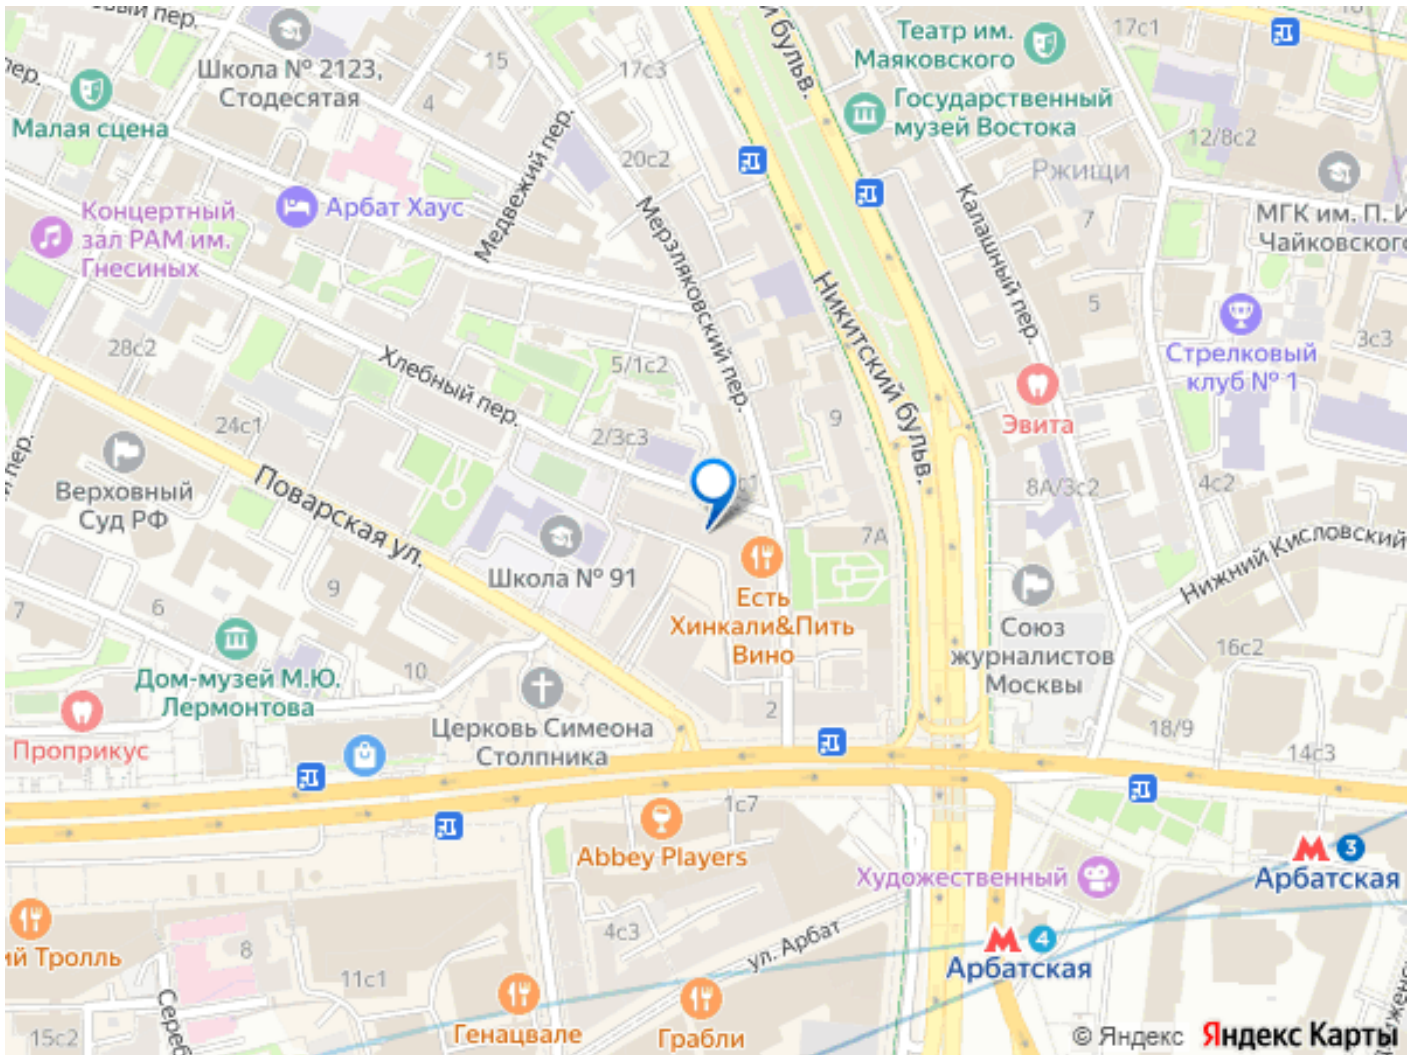 пер.
Школа № 2123,
Стодесятая
15
4
17с3
Театр им.
Маяковского
17с1
Государственный
музей Востока
12/8с2
Малая сцена
Медвежий пер.
20с2
Ржищи
7
МГК им. П. И
Чайковского
Концертный
зал РАМ им.
Гнесиных
Арбат Хаус
Мерзляковский пер.
Калашный пер.
Никитский бульв.
5
Стрелковый
клуб № 1
3с3
28с2
Хлебный пер.
5/1с2
Эвита
9
24с1
2/3с3
Верховный
Суд РФ
Поварская ул.
8А/3с2
4с2
7А
Нижний Кисловский
Школа № 91
Есть
Хинкали&Пить
Вино
Союз
журналистов
Москвы
9
6
7
10
16с2
Дом-музей М.Ю.
Лермонтова
Церковь Симеона
Столпника
2
18/9
14с3
Проприкус
1с7
Abbey Players
Художественный
3
Арбатская
4
Арбатская
ул. Арбат
4с3
8
11с1
ий Тролль
Сереб
Генацвале
Грабли
15с2
© Яндекс Яндекс Карты